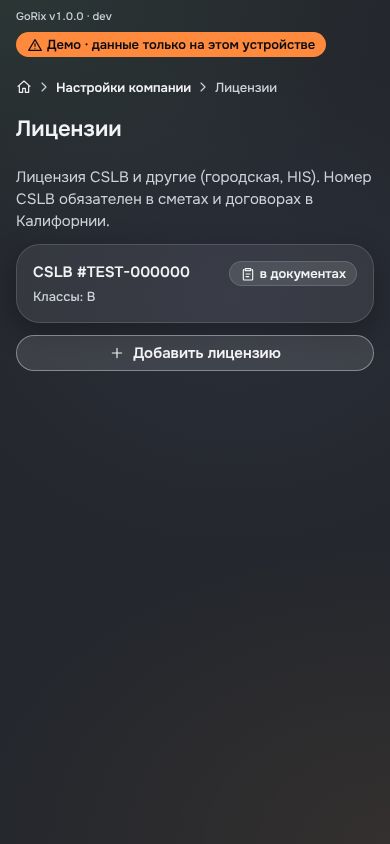 GoRix v1.0.0 · dev
Демо · данные только на этом устройстве
Настройки компании
Лицензии
Лицензии
Лицензия CSLB и другие (городская, HIS). Номер
CSLB обязателен в сметах и договорах в
Калифорнии.
CSLB #TEST-000000
в документах
Классы: B
Добавить лицензию